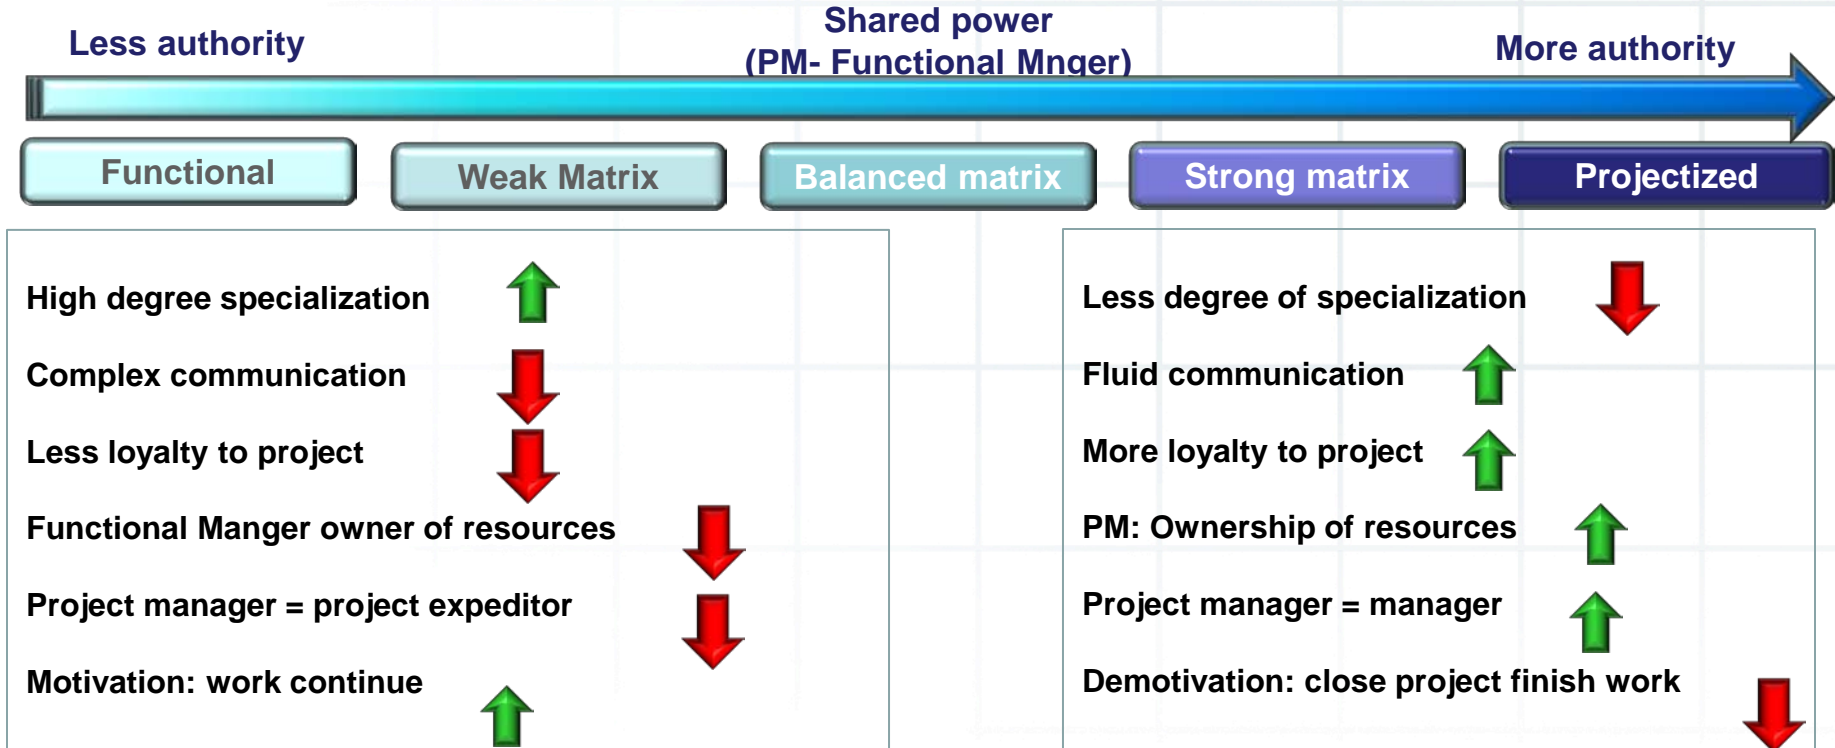 Less authority
Shared power
(PM- Functional Mnger)
More authority
Functional
Weak Matrix
Balanced matrix
Strong matrix
Projectized
High degree specialization
Complex communication
Less loyalty to project
Functional Manger owner of resources
Project manager = project expeditor
Motivation: work continue
Less degree of specialization
Fluid communication
More loyalty to project
PM: Ownership of resources
Project manager = manager
Demotivation: close project finish work